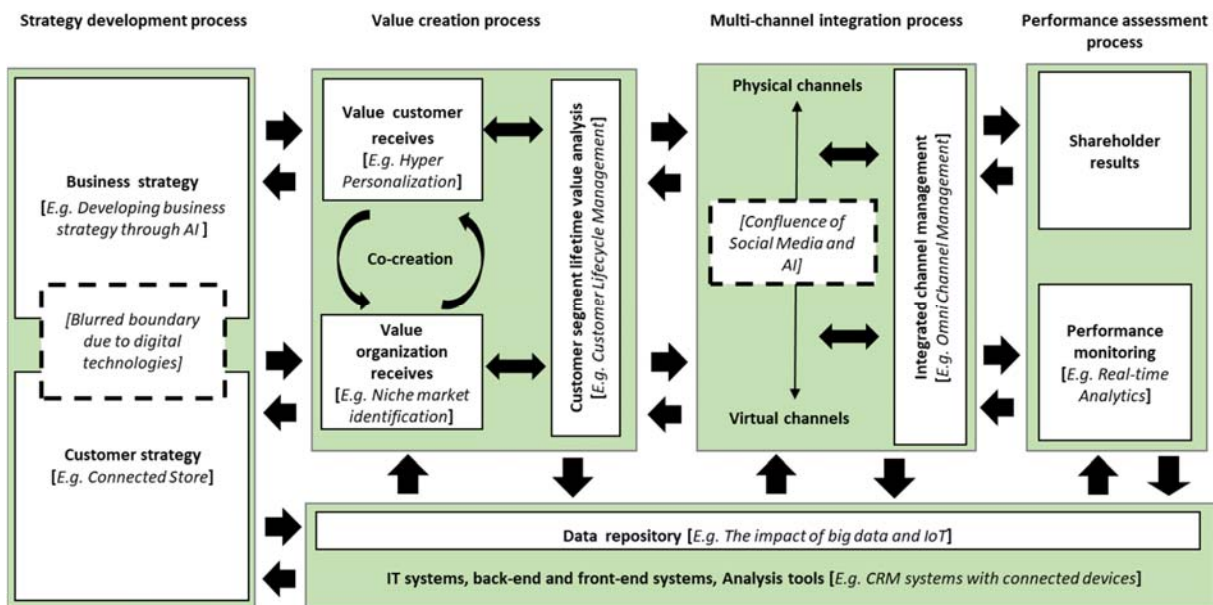 Strategy development process
Value creation process
Multi-channel integration process
Performance assessment
process
Business strategy
[E.g. Developing business
strategy through AI ]
[Blurred boundary
due to digital
technologies]
Customer strategy
[E.g. Connected Store]
Value customer
receives
[E.g. Hyper
Personalization]
Co-creation
Value
organization
receives
[E.g. Niche market
identification]
Customer segment lifetime value analysis
[E.g. Customer Lifecycle Management]
Physical channels
[Confluence of
Social Media and
AI]
Virtual channels
Integrated channel management
[E.g. Omni Channel Management]
Shareholder
results
Performance
monitoring
[E.g. Real-time
Analytics]
Data repository [E.g. The impact of big data and IoT]
IT systems, back-end and front-end systems, Analysis tools [E.g. CRM systems with connected devices]